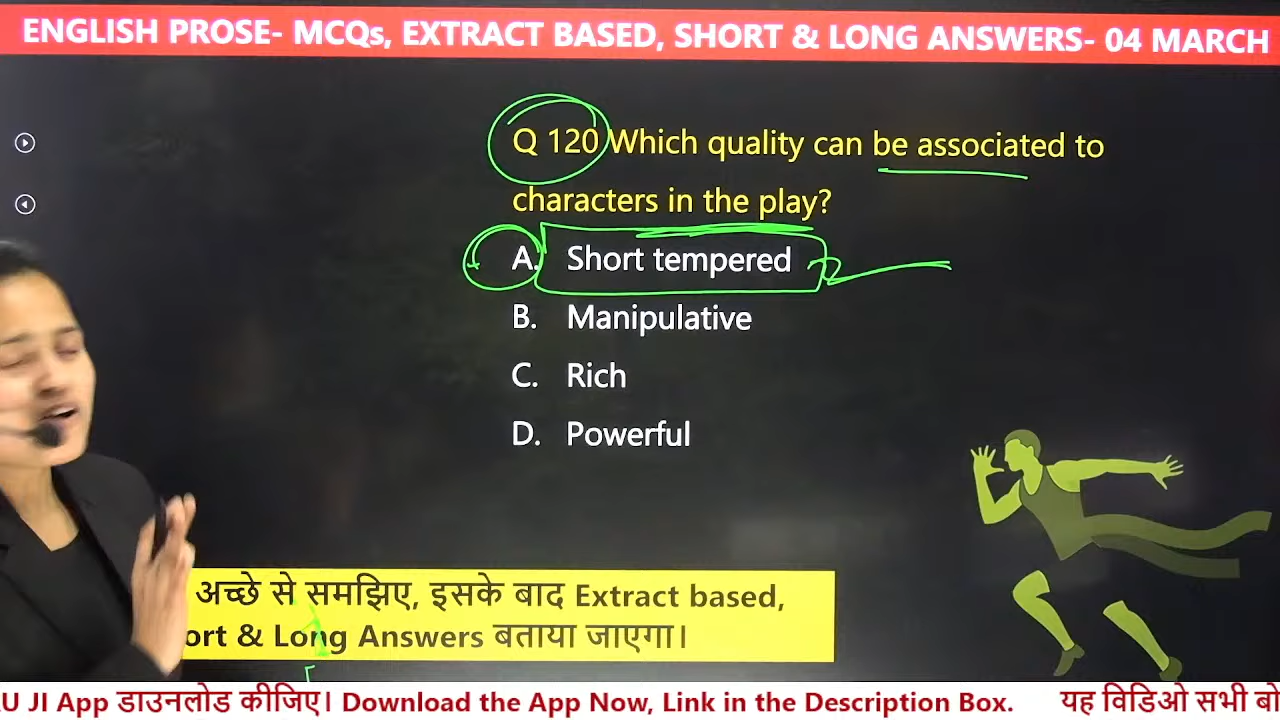 ENGLISH PROSE- MCQs, EXTRACT BASED, SHORT & LONG ANSWERS- 04 MARCH
Q 120 Which quality can be associated to
characters in the play?
A. Short tempered
B. Manipulative
C. Rich
D. Powerful
अच्छे से समझिए, इसके बाद Extract based,
ort & Long Answers बताया जाएगा।
U JI App डाउनलोड कीजिए। Download the App Now, Link in the Description Box. यह विडिओ सभी बो